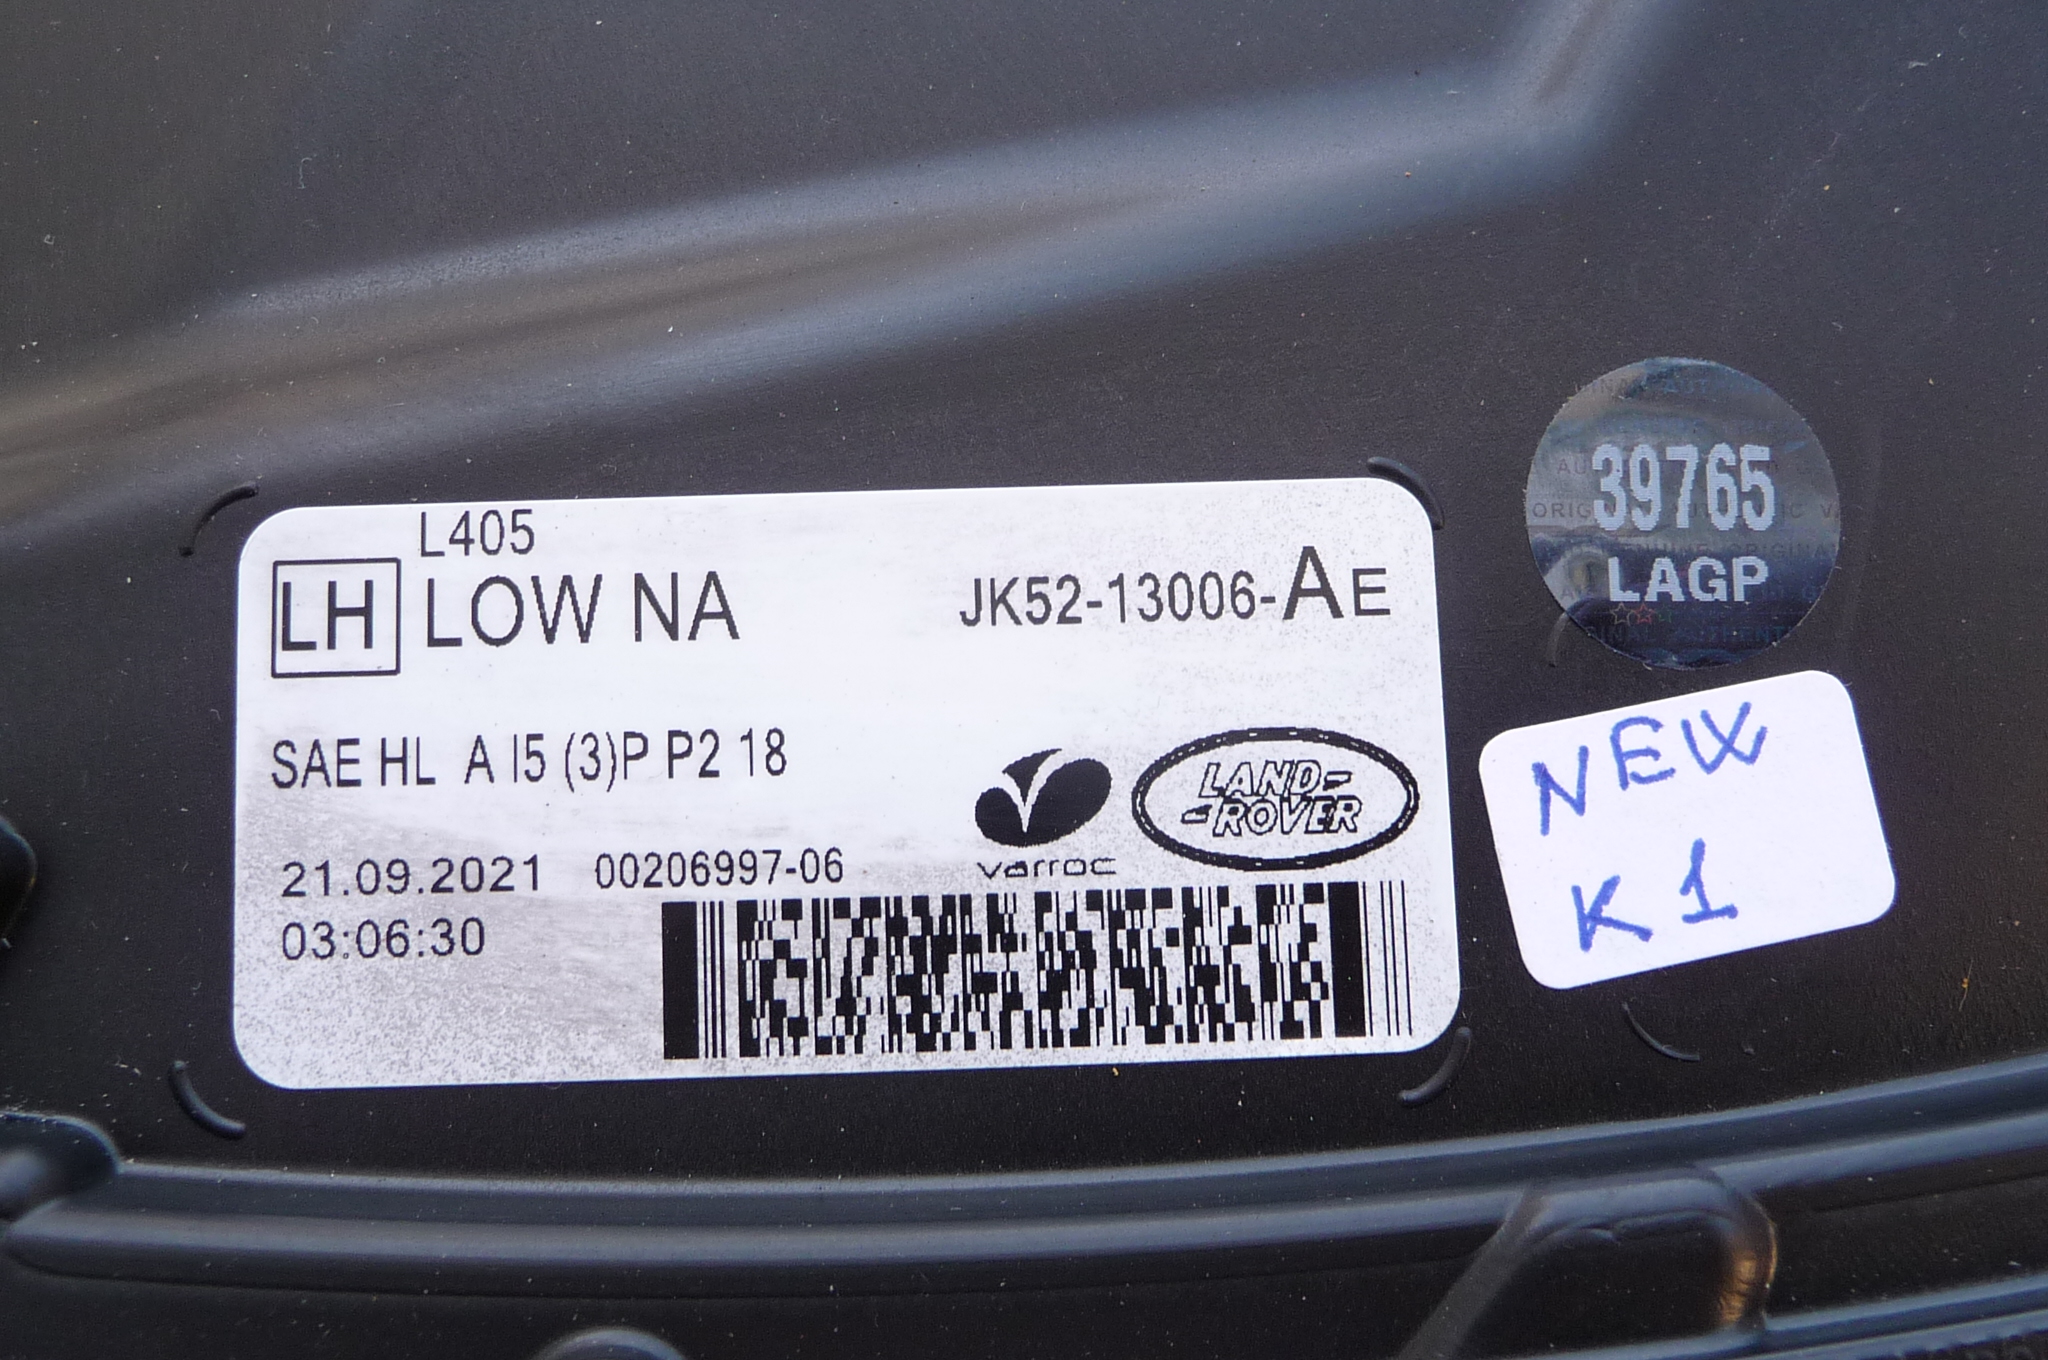 L405
LH LOW NA JK52-13006-AE
SAE HL A I5 (3)P P2 18
LAND-
-ROVER
varroc
21.09.2021 00206997-06
03:06:30
39765
LAGP
NEW
K1